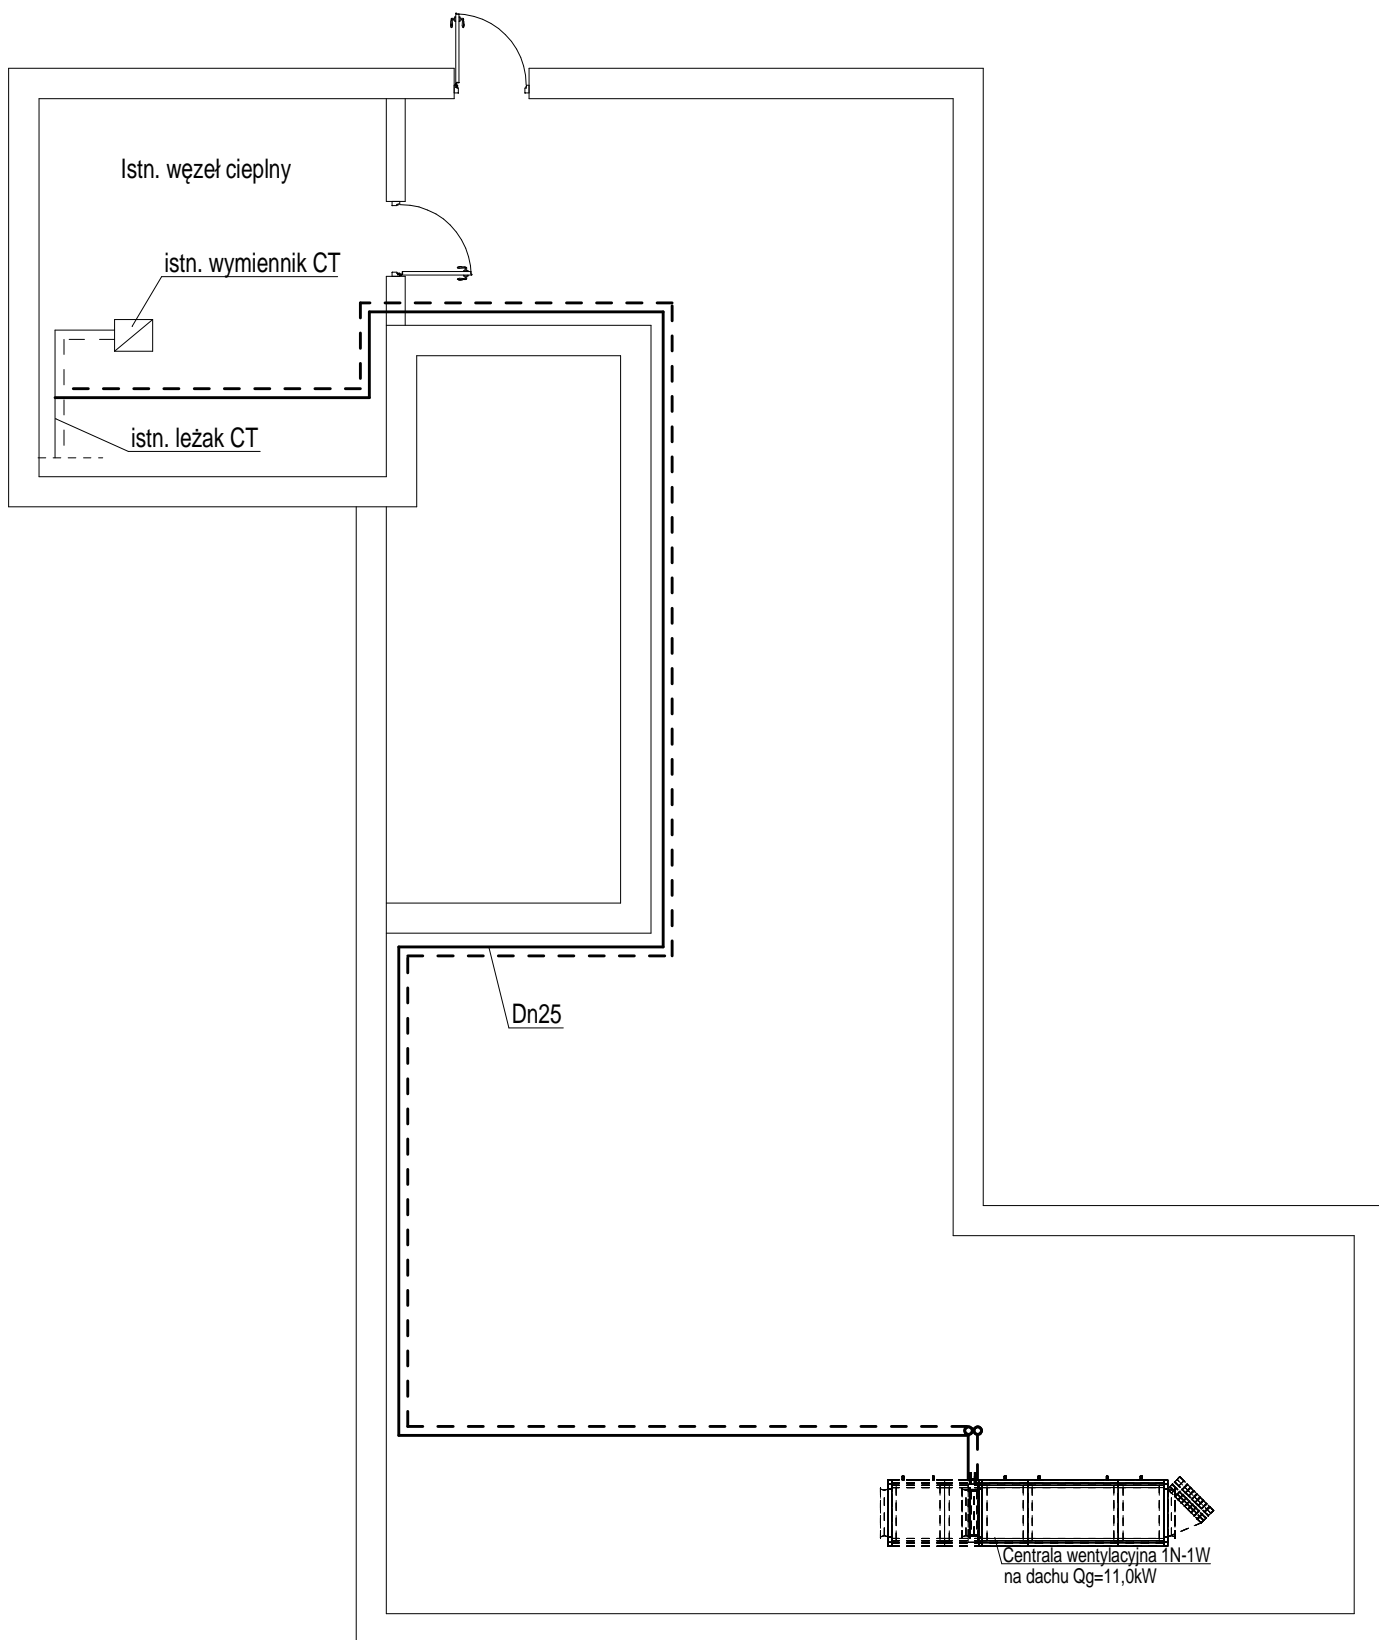 Istn. węzeł cieplny
istn. wymiennik CT
istn. leżak CT
Dn25
Centrala wentylacyjna 1N-1W
na dachu Qg=11,0kW